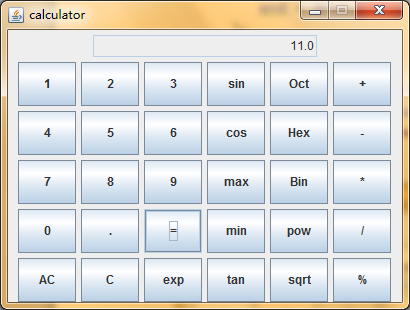 calculator
11.0
1 2 3 sin Oct +
4 5 6 cos Hex -
7 8 9 max Bin *
0 . = min pow /
AC C exp tan sqrt %